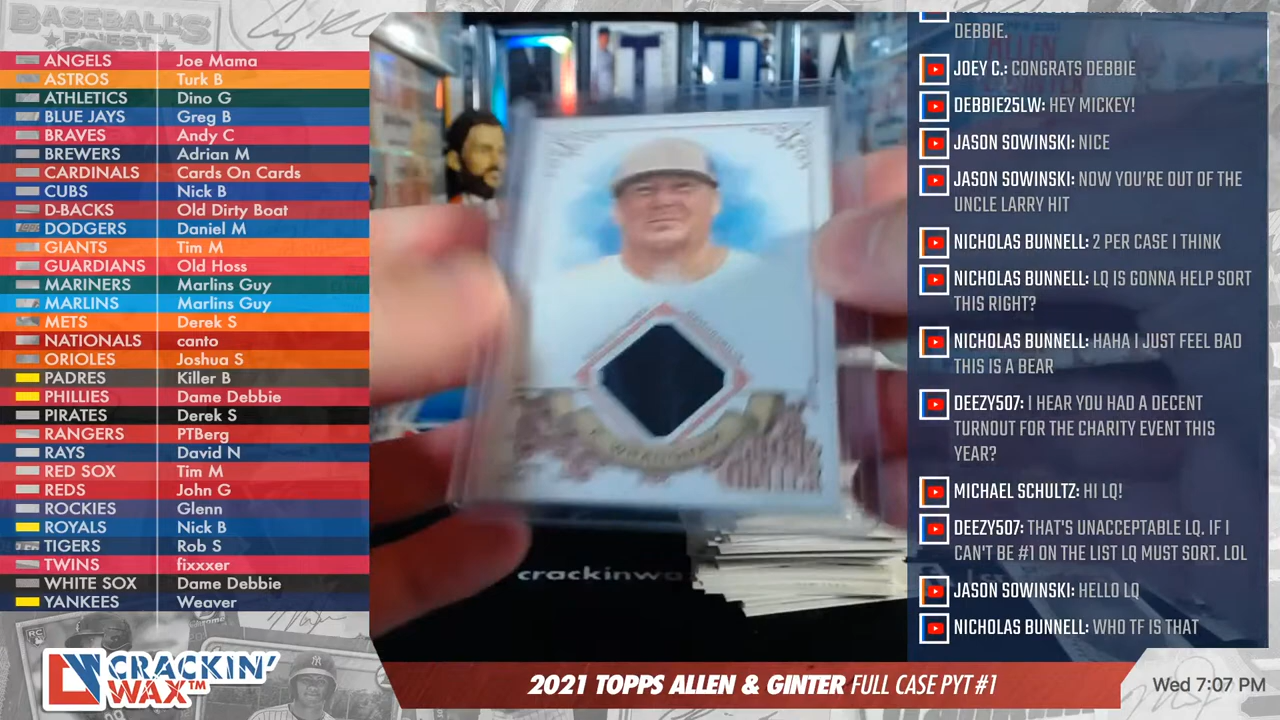 BASEBALL'S
FINEST
ANGELS Joe Mama
ASTROS Turk B
ATHLETICS Dino G
BLUE JAYS Greg B
BRAVES Andy C
BREWERS Adrian M
CARDINALS Cards On Cards
CUBS Nick B
D-BACKS Old Dirty Boat
DODGERS Daniel M
GIANTS Tim M
GUARDIANS Old Hoss
MARINERS Marlins Guy
MARLINS Marlins Guy
METS Derek S
NATIONALS canto
ORIOLES Joshua S
PADRES Killer B
PHILLIES Dame Debbie
PIRATES Derek S
RANGERS PTBerg
RAYS David N
RED SOX Tim M
REDS John G
ROCKIES Glenn
ROYALS Nick B
TIGERS Rob S
TWINS fixxxer
WHITE SOX Dame Debbie
YANKEES Weaver
RC
CRACKIN'
WAX™
crackinwa
DEBBIE.
JOEY C.: CONGRATS DEBBIE
DEBBIE25LW: HEY MICKEY!
JASON SOWINSKI: NICE
JASON SOWINSKI: NOW YOU'RE OUT OF THE
UNCLE LARRY HIT
NICHOLAS BUNNELL: 2 PER CASE I THINK
NICHOLAS BUNNELL: LQ IS GONNA HELP SORT
THIS RIGHT?
NICHOLAS BUNNELL: HAHA I JUST FEEL BAD
THIS IS A BEAR
DEEZY507: I HEAR YOU HAD A DECENT
TURNOUT FOR THE CHARITY EVENT THIS
YEAR?
MICHAEL SCHULTZ: HI LQ!
DEEZY507: THAT'S UNACCEPTABLE LQ. IF I
CAN'T BE #1 ON THE LIST LQ MUST SORT. LOL
JASON SOWINSKI: HELLO LQ
NICHOLAS BUNNELL: WHO TF IS THAT
2021 TOPPS ALLEN & GINTER FULL CASE PYT #1
Wed 7:07 PM